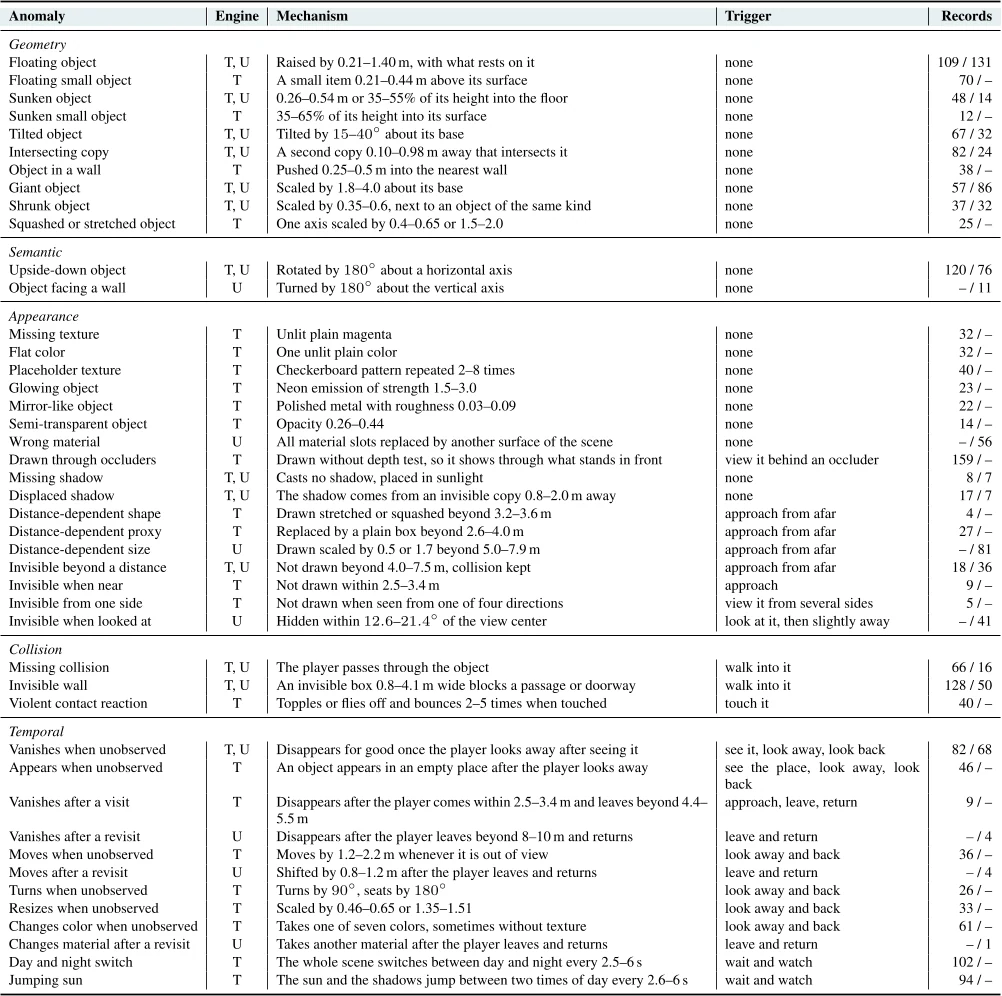 Anomaly Engine Mechanism Trigger Records
Geometry
Floating object T, U Raised by 0.21–1.40 m, with what rests on it none 109 / 131
Floating small object T A small item 0.21–0.44 m above its surface none 70 / –
Sunken object T, U 0.26–0.54 m or 35–55% of its height into the floor none 48 / 14
Sunken small object T 35–65% of its height into its surface none 12 / –
Tilted object T, U Tilted by 15–40° about its base none 67 / 32
Intersecting copy T, U A second copy 0.10–0.98 m away that intersects it none 82 / 24
Object in a wall T Pushed 0.25–0.5 m into the nearest wall none 38 / –
Giant object T, U Scaled by 1.8–4.0 about its base none 57 / 86
Shrunk object T, U Scaled by 0.35–0.6, next to an object of the same kind none 37 / 32
Squashed or stretched object T One axis scaled by 0.4–0.65 or 1.5–2.0 none 25 / –
Semantic
Upside-down object T, U Rotated by 180° about a horizontal axis none 120 / 76
Object facing a wall U Turned by 180° about the vertical axis none – / 11
Appearance
Missing texture T Unlit plain magenta none 32 / –
Flat color T One unlit plain color none 32 / –
Placeholder texture T Checkerboard pattern repeated 2–8 times none 40 / –
Glowing object T Neon emission of strength 1.5–3.0 none 23 / –
Mirror-like object T Polished metal with roughness 0.03–0.09 none 22 / –
Semi-transparent object T Opacity 0.26–0.44 none 14 / –
Wrong material U All material slots replaced by another surface of the scene none – / 56
Drawn through occluders T Drawn without depth test, so it shows through what stands in front view it behind an occluder 159 / –
Missing shadow T, U Casts no shadow, placed in sunlight none 8 / 7
Displaced shadow T, U The shadow comes from an invisible copy 0.8–2.0 m away none 17 / 7
Distance-dependent shape T Drawn stretched or squashed beyond 3.2–3.6 m approach from afar 4 / –
Distance-dependent proxy T Replaced by a plain box beyond 2.6–4.0 m approach from afar 27 / –
Distance-dependent size U Drawn scaled by 0.5 or 1.7 beyond 5.0–7.9 m approach from afar – / 81
Invisible beyond a distance T, U Not drawn beyond 4.0–7.5 m, collision kept approach from afar 18 / 36
Invisible when near T Not drawn within 2.5–3.4 m approach 9 / –
Invisible from one side T Not drawn when seen from one of four directions view it from several sides 5 / –
Invisible when looked at U Hidden within 12.6–21.4° of the view center look at it, then slightly away – / 41
Collision
Missing collision T, U The player passes through the object walk into it 66 / 16
Invisible wall T, U An invisible box 0.8–4.1 m wide blocks a passage or doorway walk into it 128 / 50
Violent contact reaction T Topples or flies off and bounces 2–5 times when touched touch it 40 / –
Temporal
Vanishes when unobserved T, U Disappears for good once the player looks away after seeing it see it, look away, look back 82 / 68
Appears when unobserved T An object appears in an empty place after the player looks away see the place, look away, look 46 / –
back
Vanishes after a visit T Disappears after the player comes within 2.5–3.4 m and leaves beyond 4.4– approach, leave, return 9 / –
5.5 m
Vanishes after a revisit U Disappears after the player leaves beyond 8–10 m and returns leave and return – / 4
Moves when unobserved T Moves by 1.2–2.2 m whenever it is out of view look away and back 36 / –
Moves after a revisit U Shifted by 0.8–1.2 m after the player leaves and returns leave and return – / 4
Turns when unobserved T Turns by 90°, seats by 180° look away and back 26 / –
Resizes when unobserved T Scaled by 0.46–0.65 or 1.35–1.51 look away and back 33 / –
Changes color when unobserved T Takes one of seven colors, sometimes without texture look away and back 61 / –
Changes material after a revisit U Takes another material after the player leaves and returns leave and return – / 1
Day and night switch T The whole scene switches between day and night every 2.5–6 s wait and watch 102 / –
Jumping sun T The sun and the shadows jump between two times of day every 2.6–6 s wait and watch 94 / –